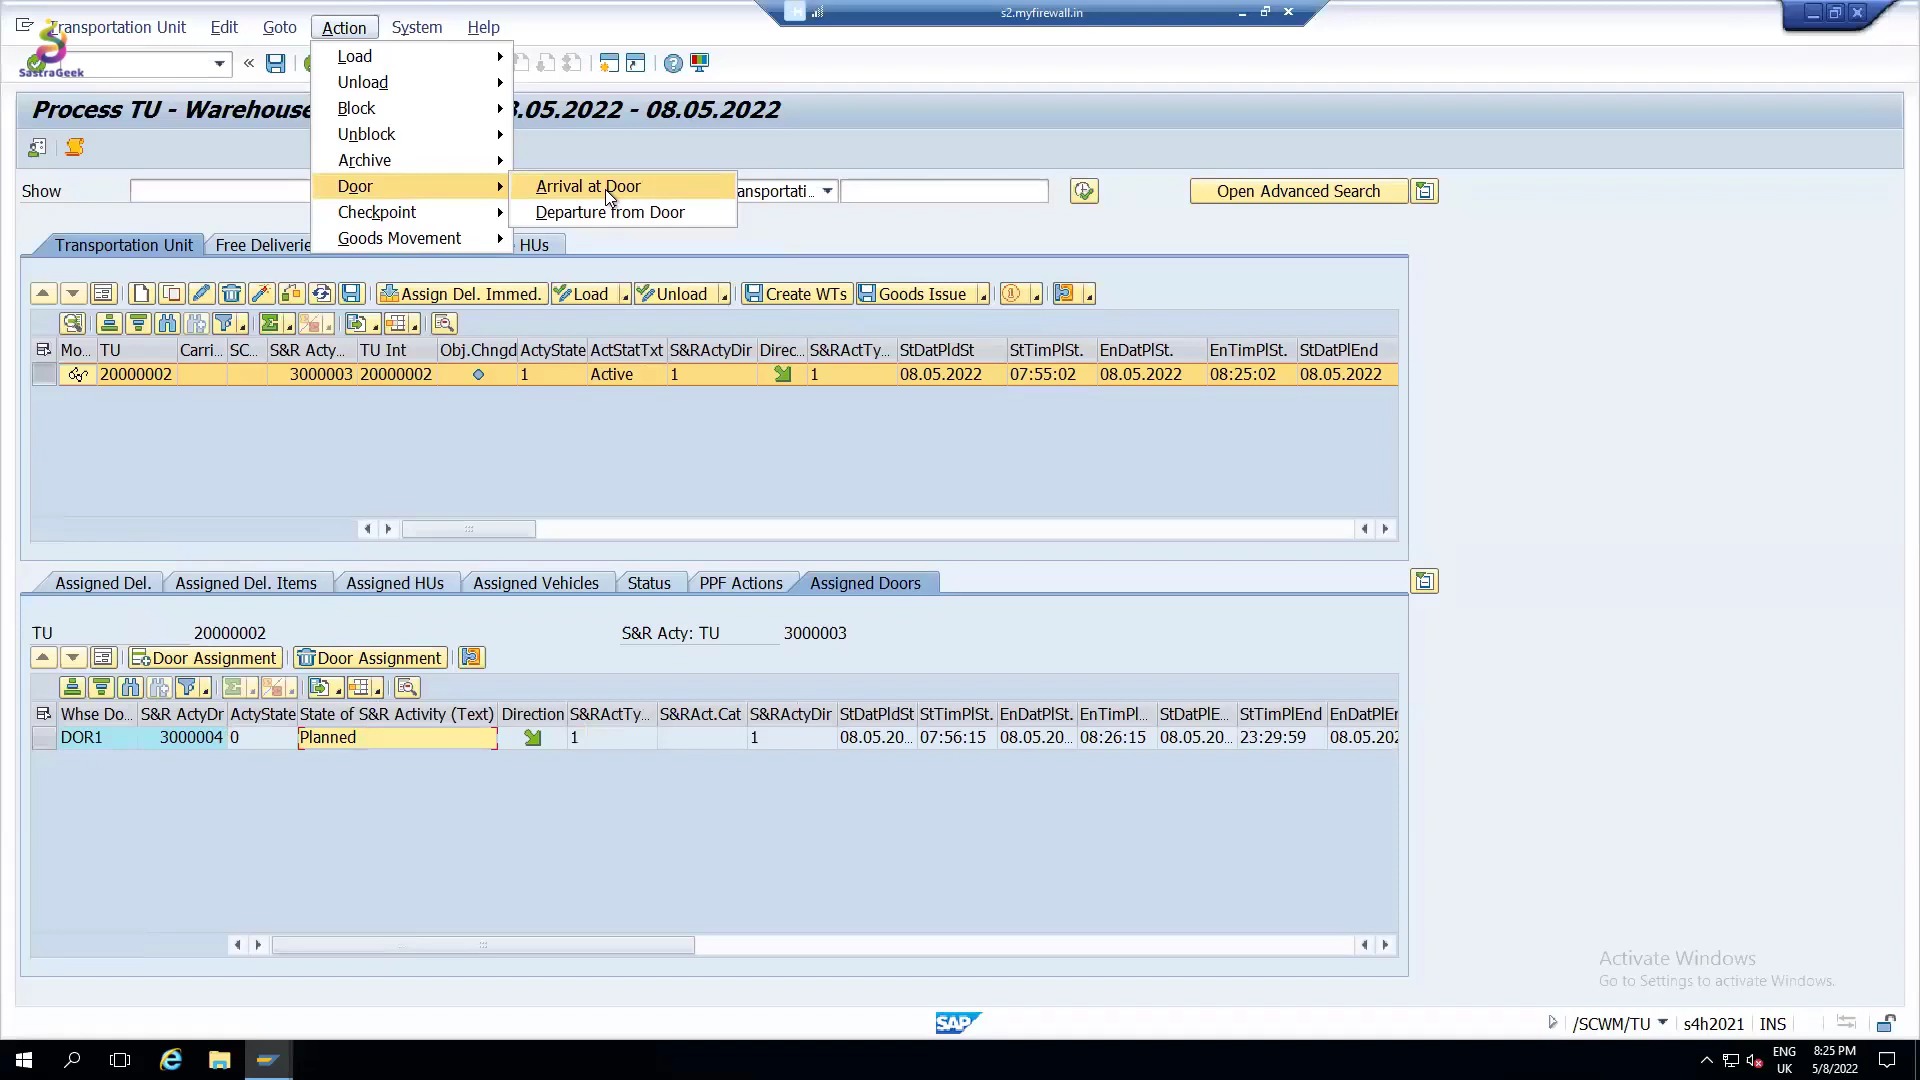 s2.myfirewall.in
Transportation Unit Edit Goto Action System Help
SastraGeek
Load
Unload
Block
Unblock
Archive
Door
Checkpoint
Goods Movement
Arrival at Door
Departure from Door
Process TU - Warehouse .05.2022 - 08.05.2022
Show ansportati... Open Advanced Search
Transportation Unit Free Deliverie HUs
Assign Del. Immed. Load Unload Create WTs Goods Issue
Mo... TU Carri... SC... S&R Acty... TU Int Obj.Chngd ActyState ActStatTxt S&RActyDir Direc... S&RActTy... StDatPldSt StTimPlSt. EnDatPlSt. EnTimPlSt. StDatPlEnd
20000002 3000003 20000002 1 Active 1 1 08.05.2022 07:55:02 08.05.2022 08:25:02 08.05.2022
Assigned Del. Assigned Del. Items Assigned HUs Assigned Vehicles Status PPF Actions Assigned Doors
TU 20000002 S&R Acty: TU 3000003
Door Assignment Door Assignment
Whse Do... S&R ActyDr ActyState State of S&R Activity (Text) Direction S&RActTy... S&RAct.Cat S&RActyDir StDatPldSt StTimPlSt. EnDatPlSt. EnTimPl... StDatPlE... StTimPlEnd EnDatPlEn
DOR1 3000004 0 Planned 1 1 08.05.20... 07:56:15 08.05.2022 08:26:15 08.05.20... 23:29:59 08.05.202
Activate Windows
Go to Settings to activate Windows.
SAP /SCWM/TU s4h2021 INS
ENG 8:25 PM
UK 5/8/2022